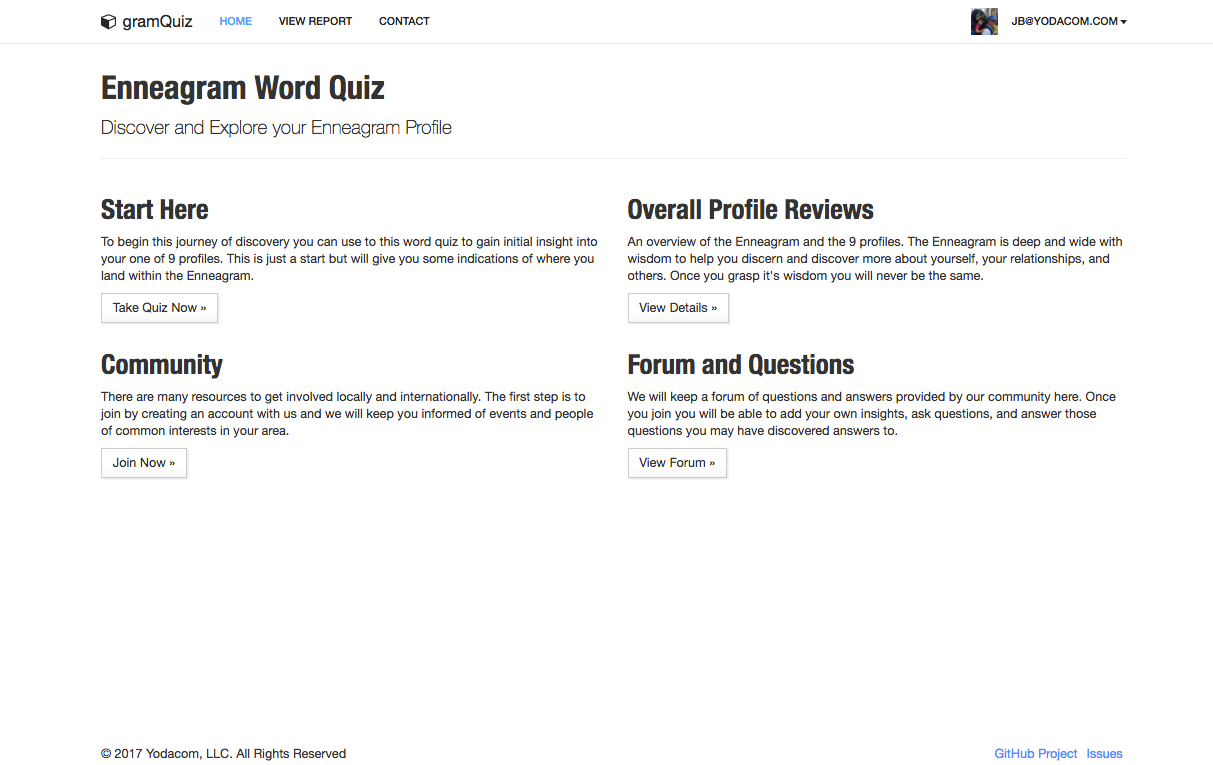 gramQuiz HOME VIEW REPORT CONTACT JB@YODACOM.COM
Enneagram Word Quiz
Discover and Explore your Enneagram Profile
Start Here
To begin this journey of discovery you can use to this word quiz to gain initial insight into
your one of 9 profiles. This is just a start but will give you some indications of where you
land within the Enneagram.
Take Quiz Now »
Overall Profile Reviews
An overview of the Enneagram and the 9 profiles. The Enneagram is deep and wide with
wisdom to help you discern and discover more about yourself, your relationships, and
others. Once you grasp it's wisdom you will never be the same.
View Details »
Community
There are many resources to get involved locally and internationally. The first step is to
join by creating an account with us and we will keep you informed of events and people
of common interests in your area.
Join Now »
Forum and Questions
We will keep a forum of questions and answers provided by our community here. Once
you join you will be able to add your own insights, ask questions, and answer those
questions you may have discovered answers to.
View Forum »
© 2017 Yodacom, LLC. All Rights Reserved GitHub Project Issues